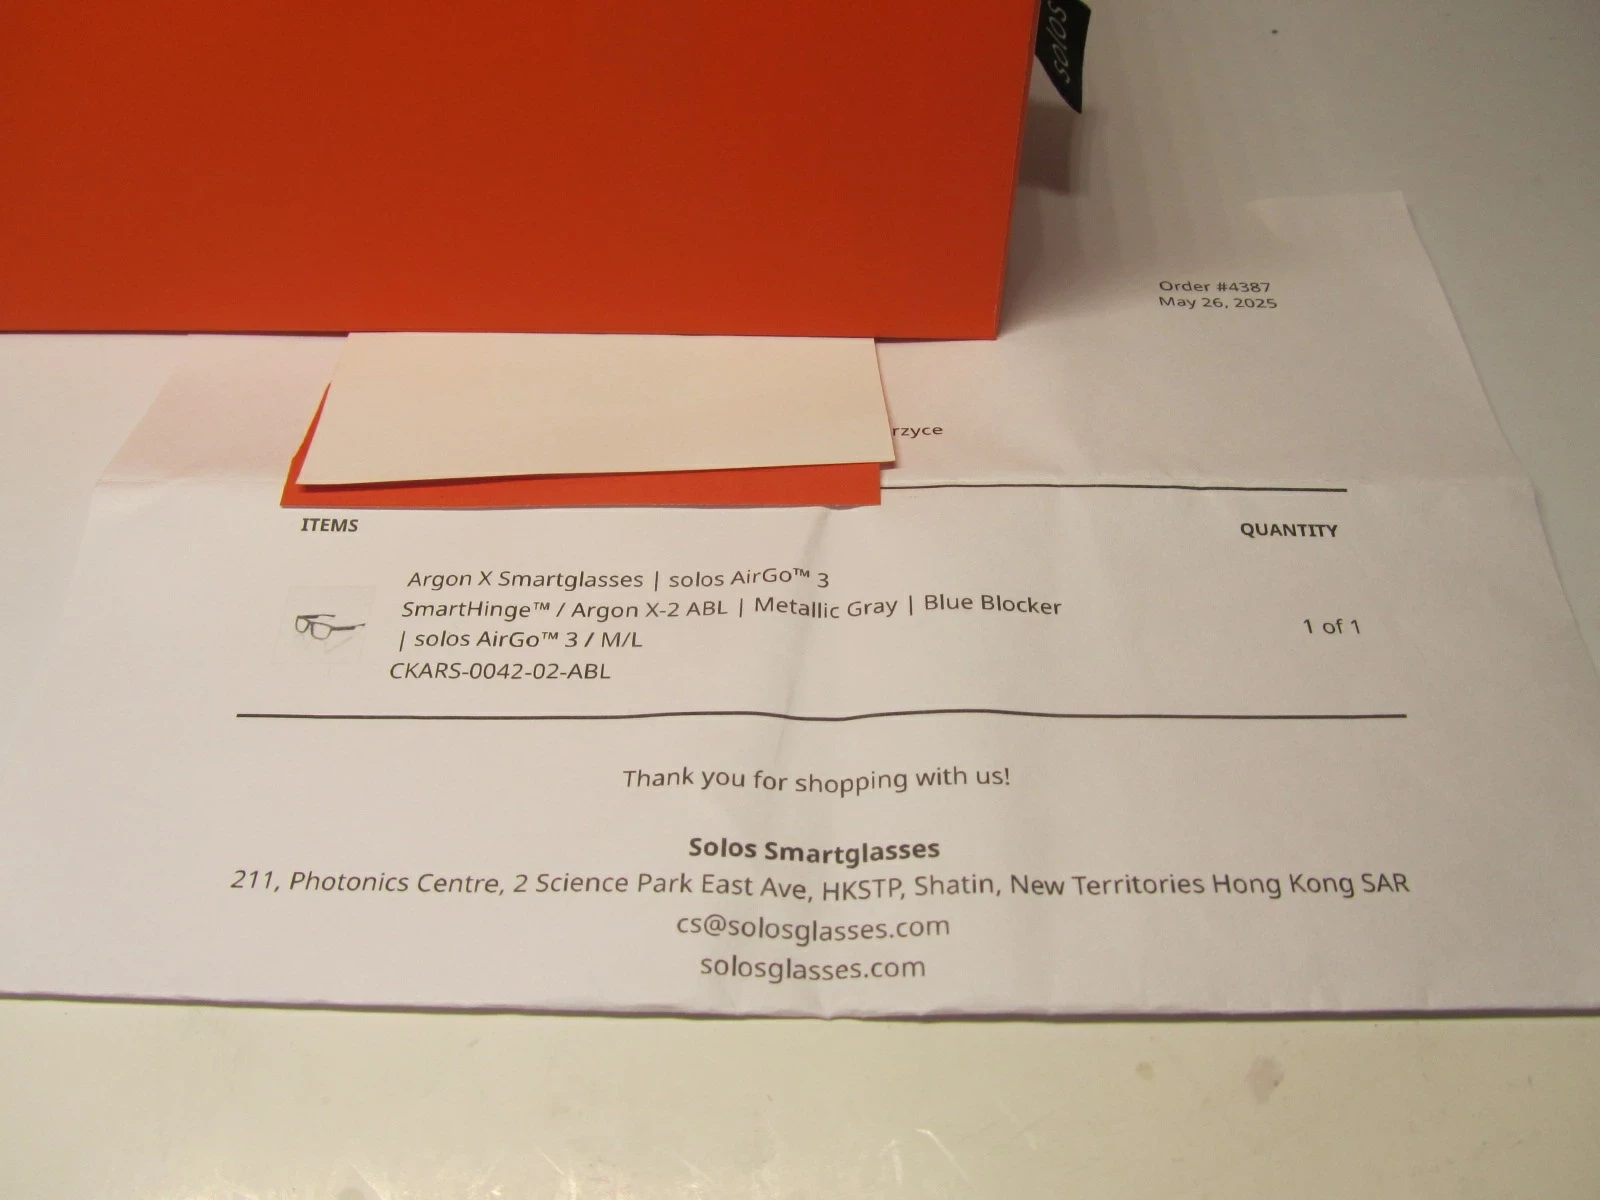 solos
Order #4387
May 26, 2025
rzyce
ITEMS
QUANTITY
Argon X Smartglasses | solos AirGo™ 3
SmartHinge™ / Argon X-2 ABL | Metallic Gray | Blue Blocker
| solos AirGo™ 3 / M/L
CKARS-0042-02-ABL
1 of 1
Thank you for shopping with us!
Solos Smartglasses
211, Photonics Centre, 2 Science Park East Ave, HKSTP, Shatin, New Territories Hong Kong SAR
cs@solosglasses.com
solosglasses.com